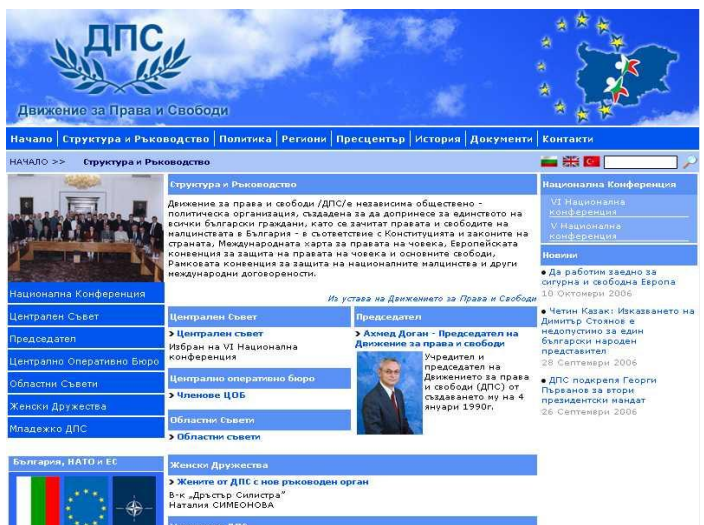 ДПС
Движение за Права и Свободи
Начало | Структура и Ръководство | Политика | Региони | Пресцентър | История | Документи | Контакти
НАЧАЛО >> Структура и Ръководство
Национална Конференция
Централен Съвет
Председател
Централно Оперативно Бюро
Областни Съвети
Женски Дружества
Младежко ДПС
България, НАТО и ЕС
Структура и Ръководство
Движение за права и свободи /ДПС/е независима обществено -
политическа организация, създадена за да допринесе за единството на
всички български граждани, като се зачитат правата и свободите на
малцинствата в България - в съответствие с Конституцията и законите на
страната, Международната харта за правата на човека, Европейската
конвенция за защита на правата на човека и основните свободи,
Рамковата конвенция за защита на националните малцинства и други
международни договорености.
Из устава на Движението за Права и Свободи
Централен Съвет
Централен съвет
Избран на VI Национална
конференция
Централно оперативно бюро
Членове ЦОБ
Областни Съвети
Областни съвети
Председател
Ахмед Доган - Председател на
Движение за права и свободи
Учредител и
председател на
Движението за права
и свободи (ДПС) от
създаването му на 4
януари 1990г.
Женски Дружества
Жените от ДПС с нов ръководен орган
В-к „Дръстър Силистра”
Наталия СИМЕОНОВА
Национална Конференция
VI Национална
конференция
V Национална
конференция
Новини
Да работим заедно за
сигурна и свободна Европа
10 Октомври 2006
Четин Казак: Изказването на
Димитър Стоянов е
недопустимо за един
български народен
представител
28 Септември 2006
ДПС подкрепя Георги
Първанов за втори
президентски мандат
26 Септември 2006